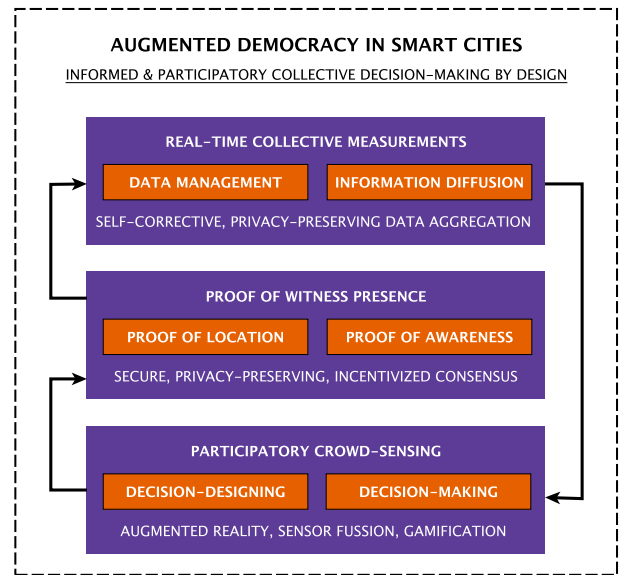 AUGMENTED DEMOCRACY IN SMART CITIES
INFORMED & PARTICIPATORY COLLECTIVE DECISION-MAKING BY DESIGN
REAL-TIME COLLECTIVE MEASUREMENTS
DATA MANAGEMENT
INFORMATION DIFFUSION
SELF-CORRECTIVE, PRIVACY-PRESERVING DATA AGGREGATION
PROOF OF WITNESS PRESENCE
PROOF OF LOCATION
PROOF OF AWARENESS
SECURE, PRIVACY-PRESERVING, INCENTIVIZED CONSENSUS
PARTICIPATORY CROWD-SENSING
DECISION-DESIGNING
DECISION-MAKING
AUGMENTED REALITY, SENSOR FUSSION, GAMIFICATION